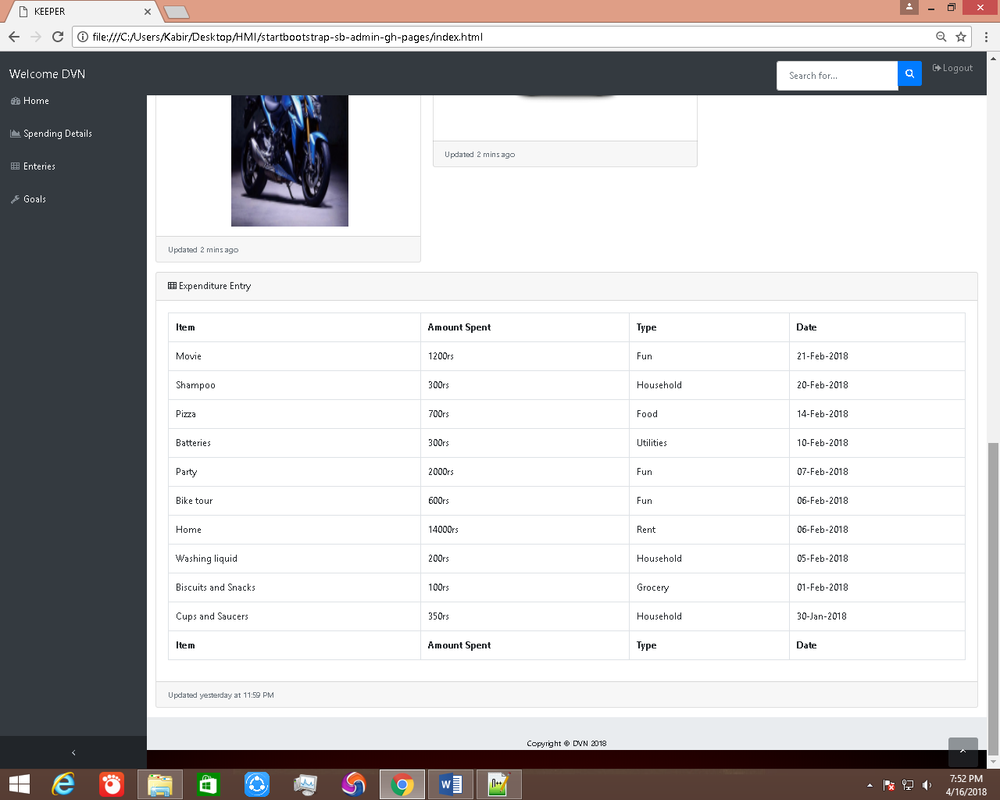 KEEPER
file:///C:/Users/Kabir/Desktop/HMI/startbootstrap-sb-admin-gh-pages/index.html
Welcome DVN
Search for...
Logout
Home
Spending Details
Enteries
Goals
Updated 2 mins ago
Updated 2 mins ago
Expenditure Entry
Item Amount Spent Type Date
Movie 1200rs Fun 21-Feb-2018
Shampoo 300rs Household 20-Feb-2018
Pizza 700rs Food 14-Feb-2018
Batteries 300rs Utilities 10-Feb-2018
Party 2000rs Fun 07-Feb-2018
Bike tour 600rs Fun 06-Feb-2018
Home 14000rs Rent 06-Feb-2018
Washing liquid 200rs Household 05-Feb-2018
Biscuits and Snacks 100rs Grocery 01-Feb-2018
Cups and Saucers 350rs Household 30-Jan-2018
Item Amount Spent Type Date
Updated yesterday at 11:59 PM
Copyright © DVN 2018
7:52 PM
4/16/2018